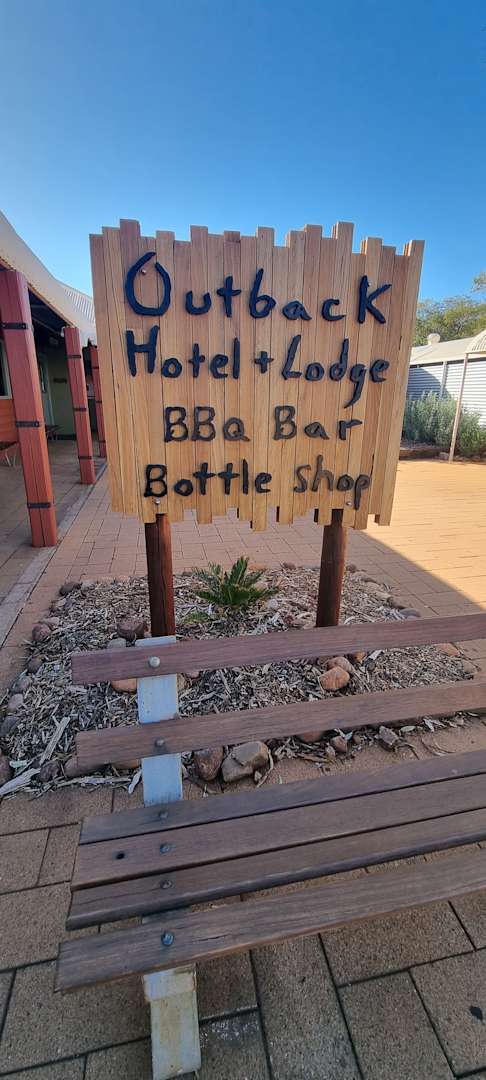 Outback
Hotel + Lodge
BBQ Bar
Bottle Shop